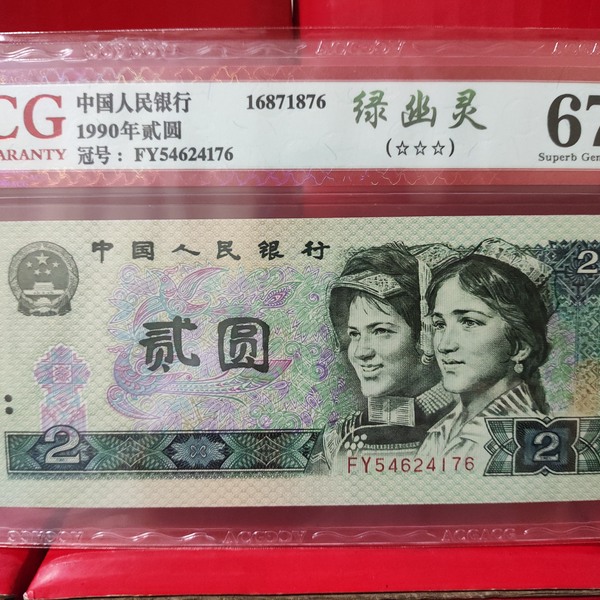 CG
ARANTY
中国人民银行
1990年贰圆
冠号：FY54624176
16871876
绿幽灵
(☆☆☆)
67
Superb Gem
中国人民银行
贰圆
2
2
2
FY54624176